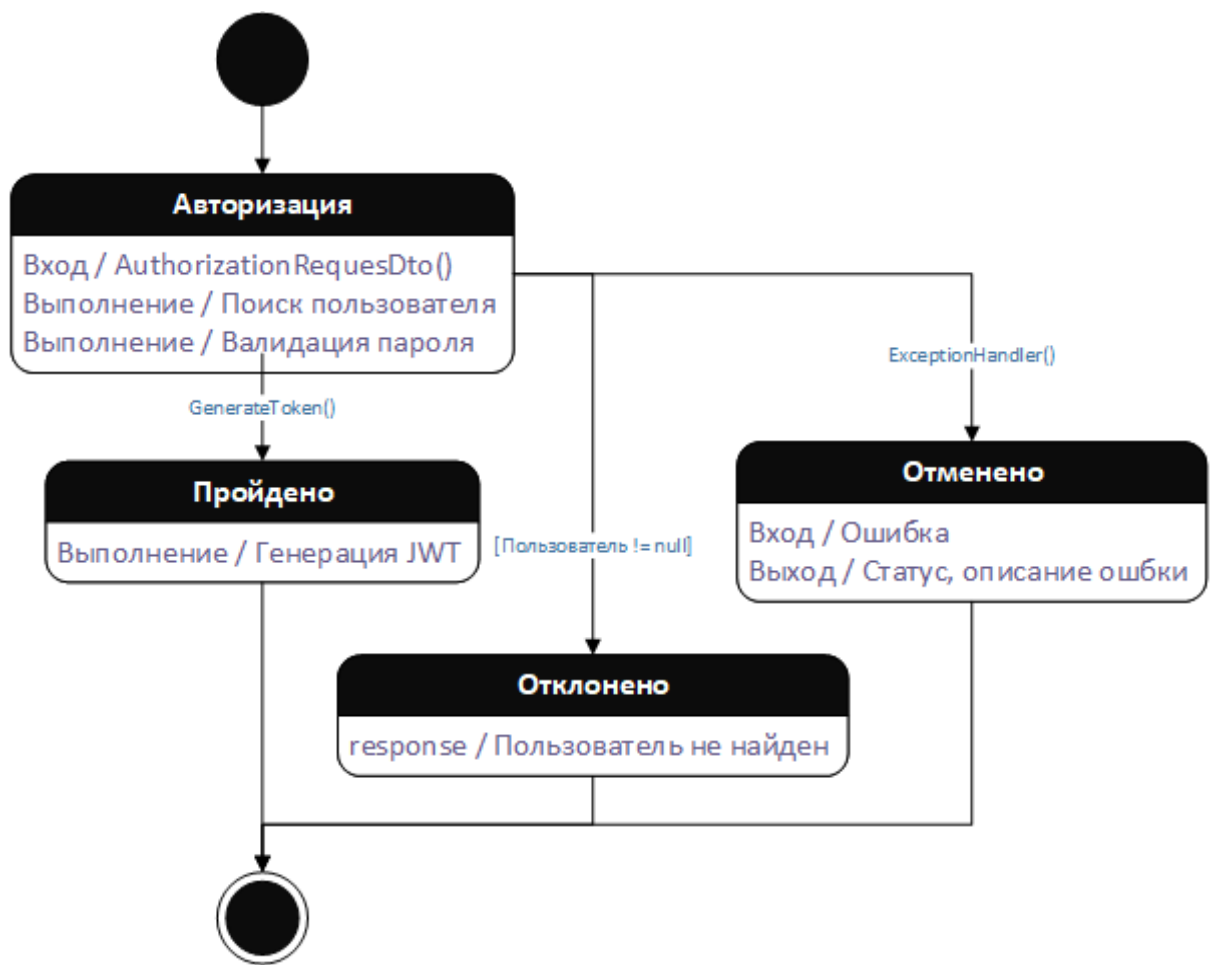 Авторизация
Вход / AuthorizationRequesDto()
Выполнение / Поиск пользователя
Выполнение / Валидация пароля
ExceptionHandler()
GenerateToken()
Пройдено
Выполнение / Генерация JWT
Отменено
Вход / Ошибка
Выход / Статус, описание ошбки
[Пользователь != null]
Отклонено
response / Пользователь не найден